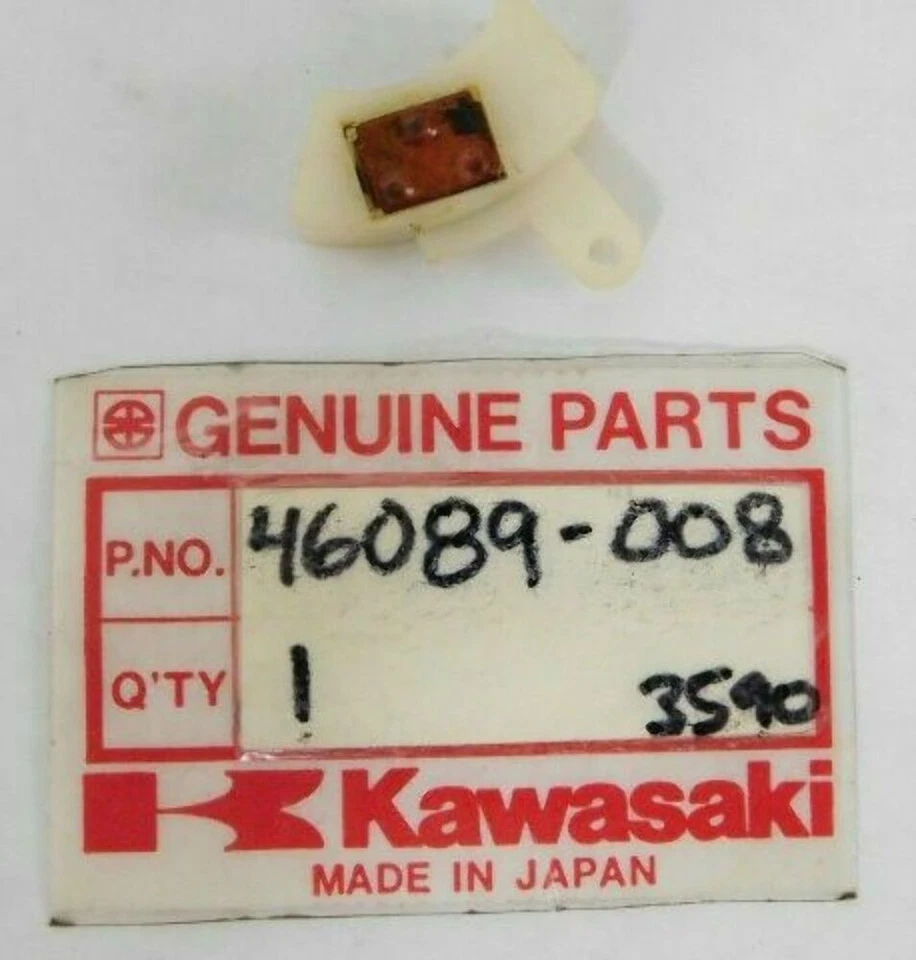 GENUINE PARTS
P.NO. 46089-008
Q'TY 1 3590
Kawasaki
MADE IN JAPAN